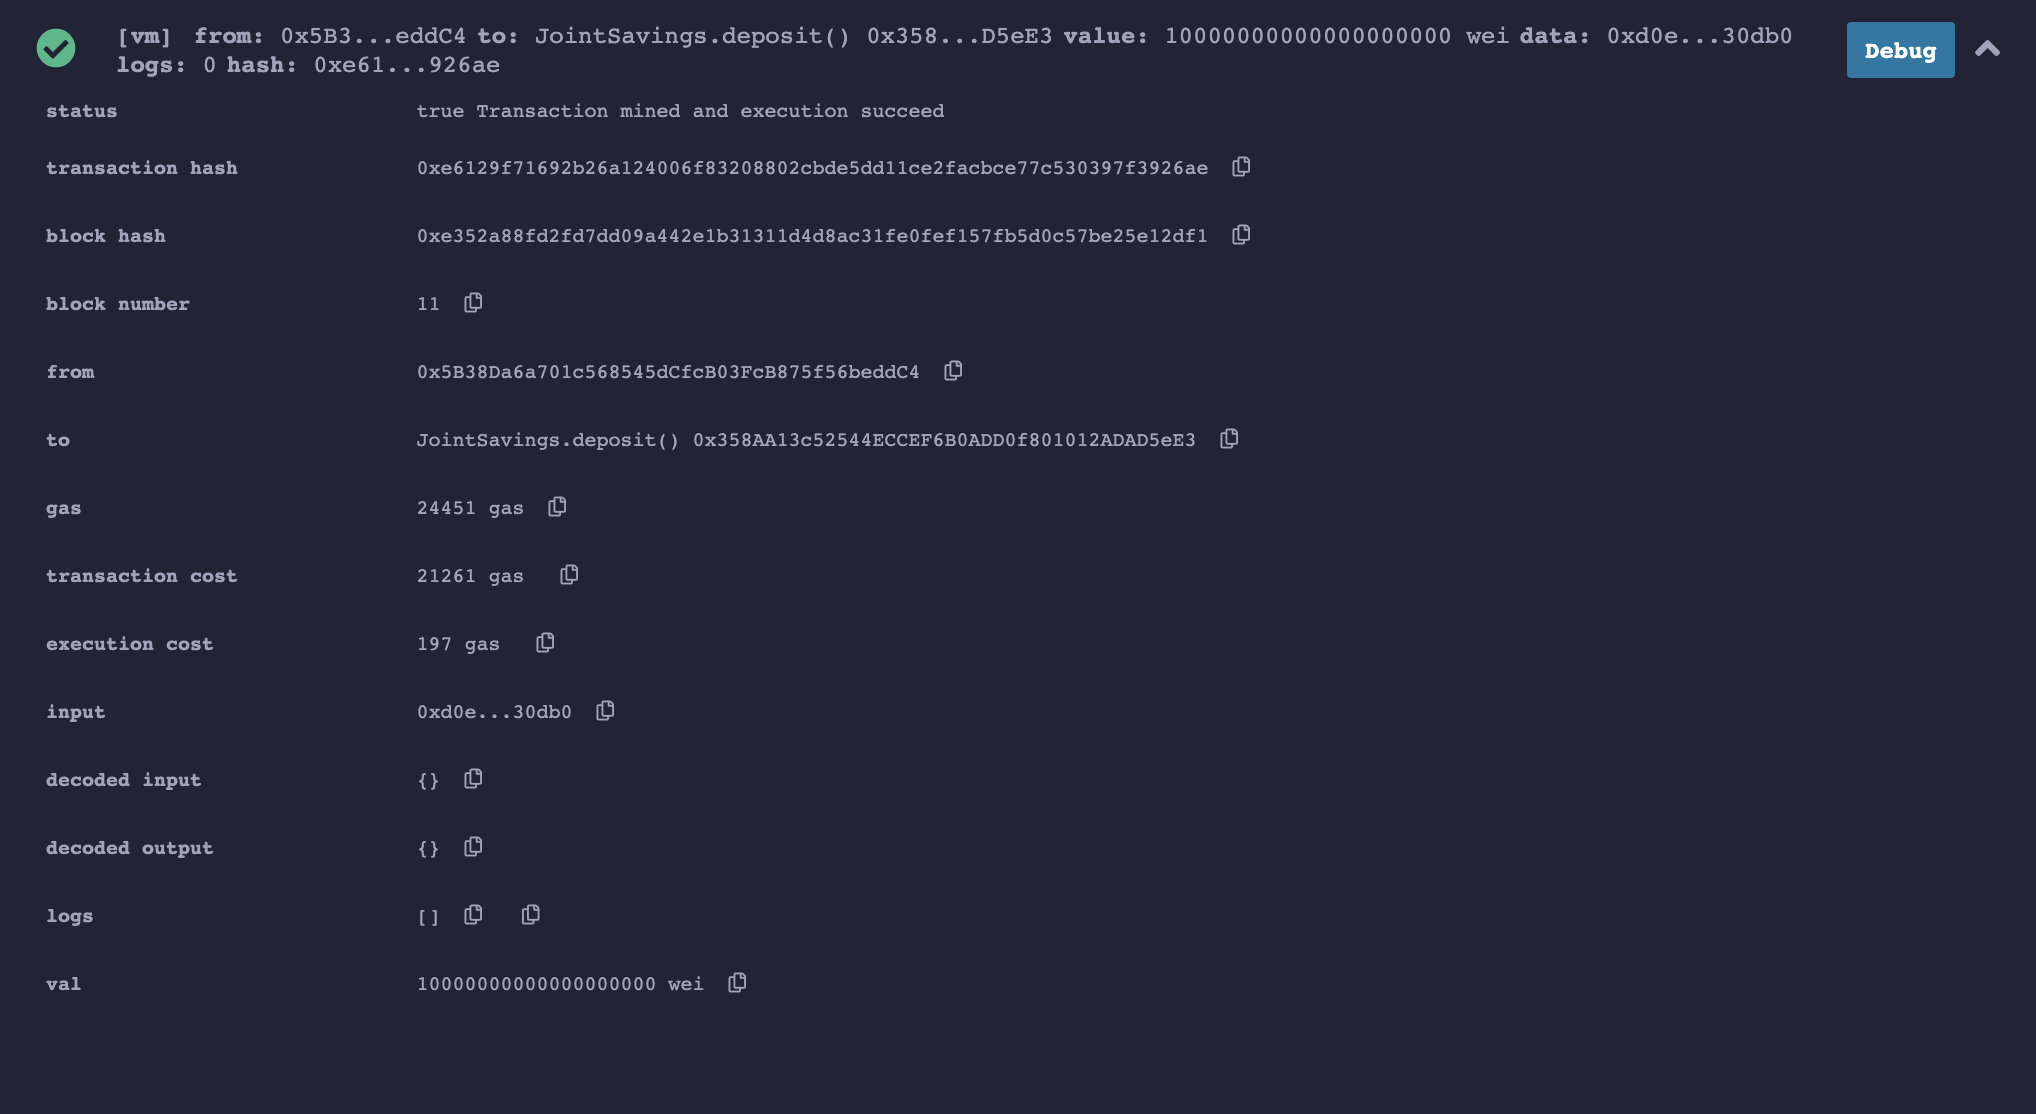 [vm] from: 0x5B3...eddC4 to: JointSavings.deposit() 0x358...D5eE3 value: 10000000000000000000 wei data: 0xd0e...30db0
logs: 0 hash: 0xe61...926ae
Debug
status true Transaction mined and execution succeed
transaction hash 0xe6129f71692b26a124006f83208802cbde5dd11ce2facbce77c530397f3926ae
block hash 0xe352a88fd2fd7dd09a442e1b31311d4d8ac31fe0fef157fb5d0c57be25e12df1
block number 11
from 0x5B38Da6a701c568545dCfcB03FcB875f56beddC4
to JointSavings.deposit() 0x358AA13c52544ECCEF6B0ADD0f801012ADAD5eE3
gas 24451 gas
transaction cost 21261 gas
execution cost 197 gas
input 0xd0e...30db0
decoded input {}
decoded output {}
logs []
val 10000000000000000000 wei